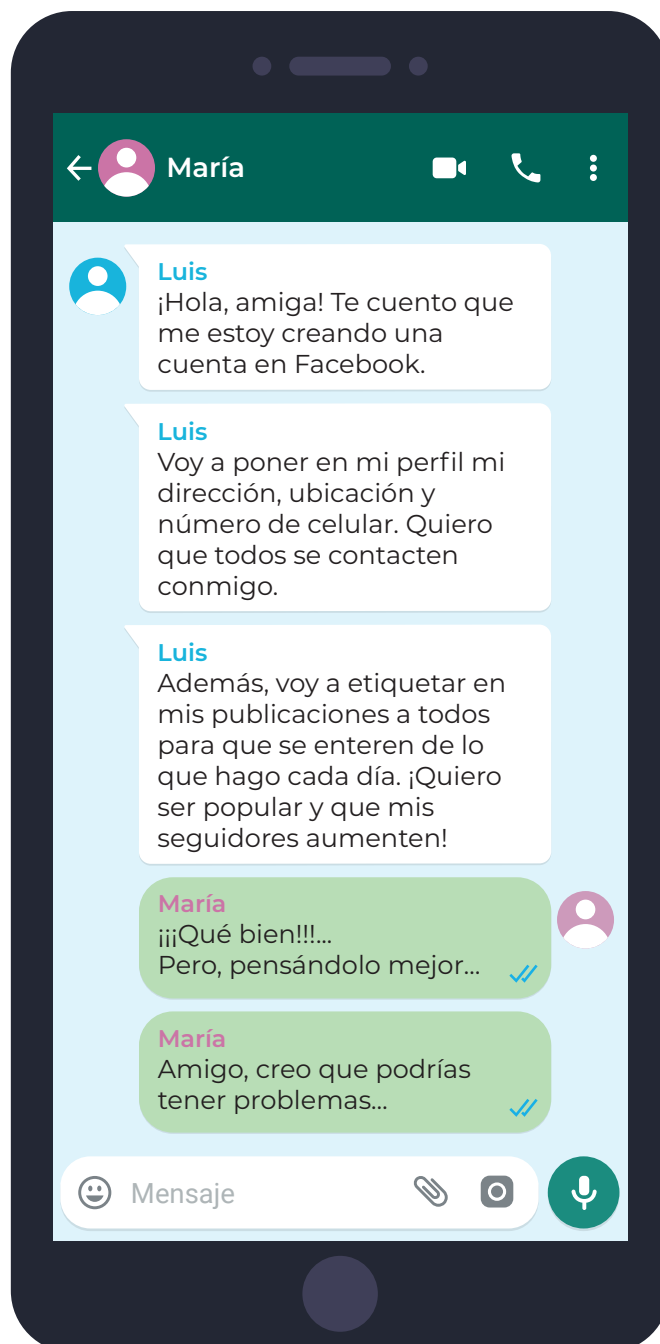 María
Luis
¡Hola, amiga! Te cuento que
me estoy creando una
cuenta en Facebook.
Luis
Voy a poner en mi perfil mi
dirección, ubicación y
número de celular. Quiero
que todos se contacten
conmigo.
Luis
Además, voy a etiquetar en
mis publicaciones a todos
para que se enteren de lo
que hago cada día. ¡Quiero
ser popular y que mis
seguidores aumenten!
María
¡¡¡Qué bien!!!...
Pero, pensándolo mejor...
María
Amigo, creo que podrías
tener problemas...
Mensaje